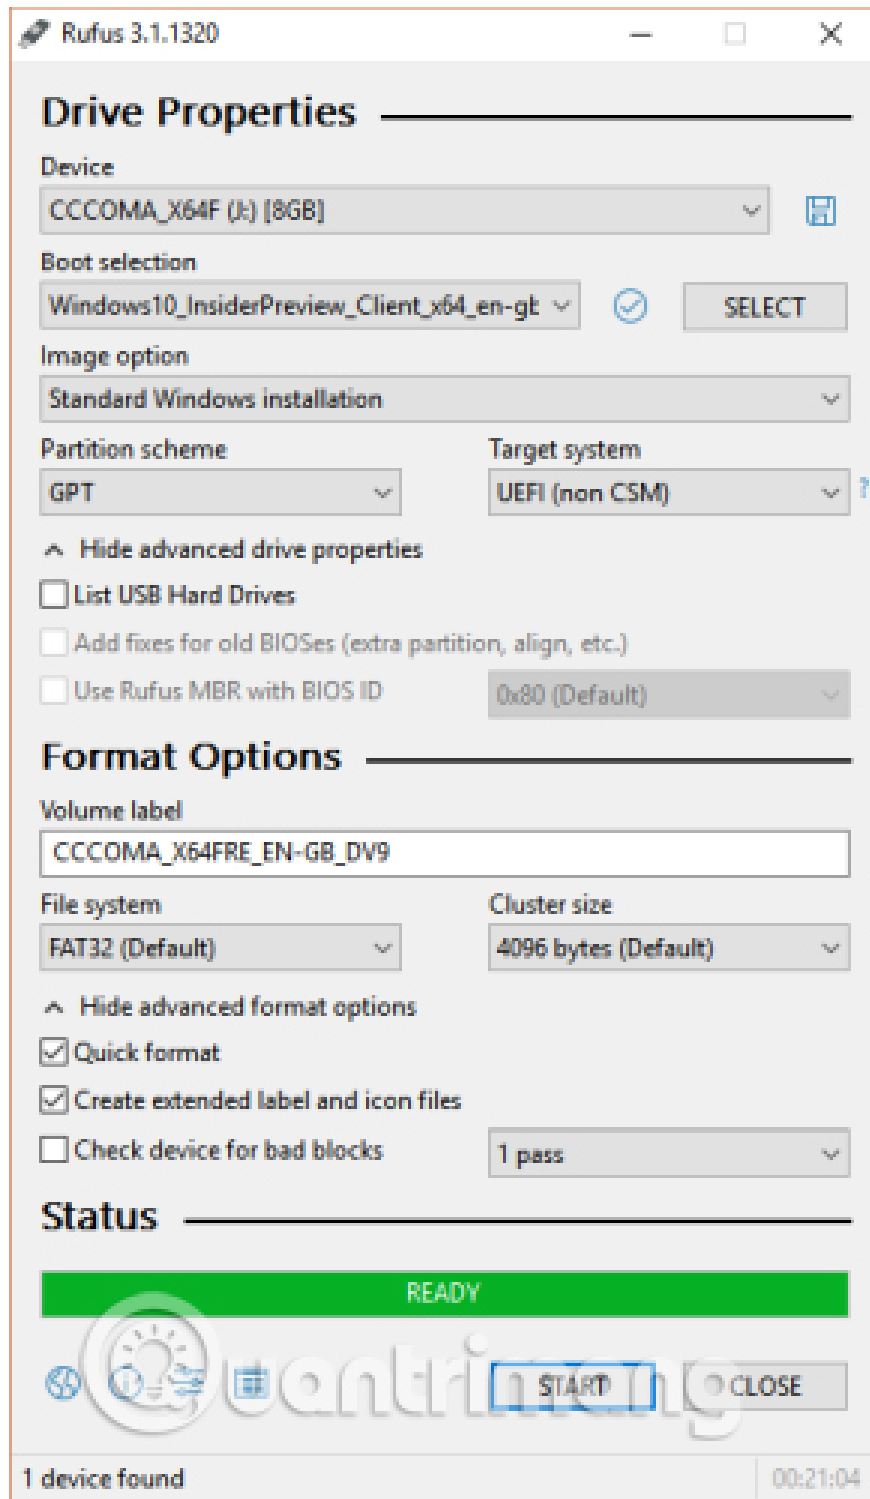 Rufus 3.1.1320
Drive Properties
Device
CCCOMA_X64F (J:) [8GB]
Boot selection
Windows10_InsiderPreview_Client_x64_en-gb
SELECT
Image option
Standard Windows installation
Partition scheme
Target system
GPT
UEFI (non CSM)
?
Hide advanced drive properties
List USB Hard Drives
Add fixes for old BIOSes (extra partition, align, etc.)
Use Rufus MBR with BIOS ID
0x80 (Default)
Format Options
Volume label
CCCOMA_X64FRE_EN-GB_DV9
File system
Cluster size
FAT32 (Default)
4096 bytes (Default)
Hide advanced format options
Quick format
Create extended label and icon files
Check device for bad blocks
1 pass
Status
READY
Quantrimang
START
CLOSE
1 device found
00:21:04